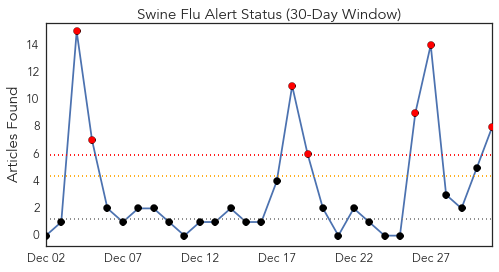 Swine Flu Alert Status (30-Day Window)
Articles Found
14
12
10
8
6
4
2
0
Dec 02
Dec 07
Dec 12
Dec 17
Dec 22
Dec 27